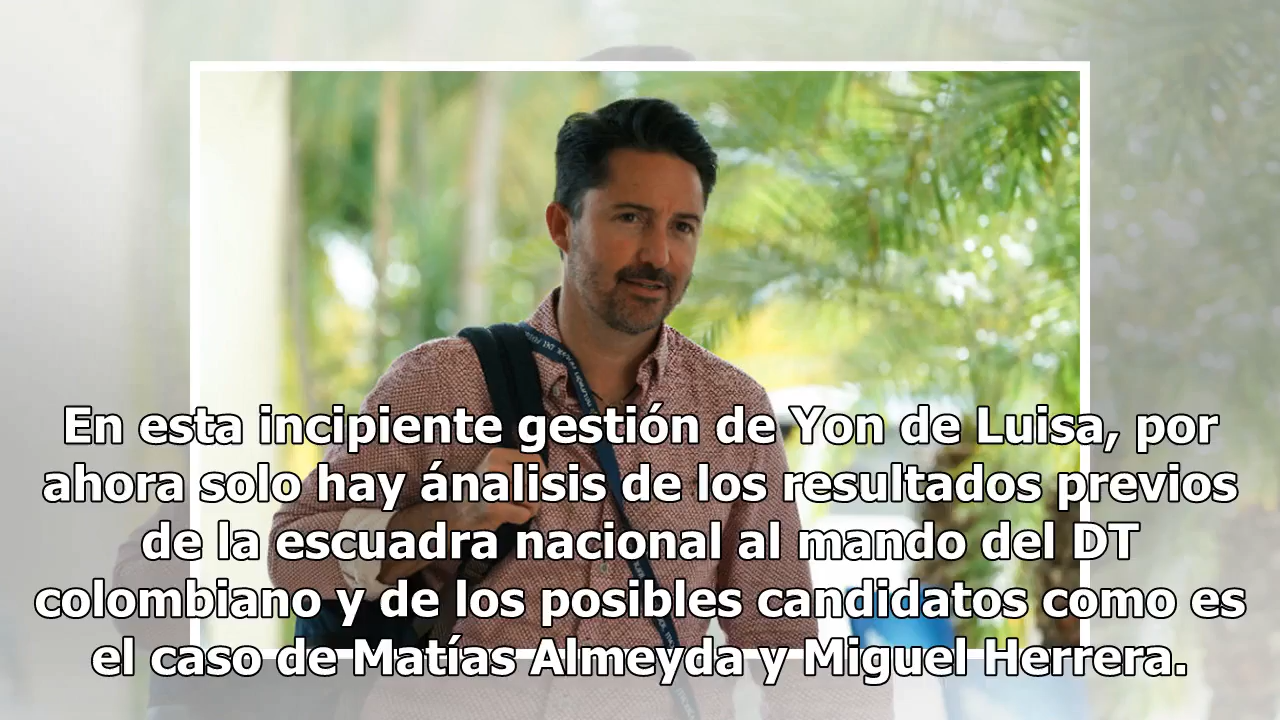 En esta incipiente gestión de Yon de Luisa, por
ahora solo hay ánalisis de los resultados previos
de la escuadra nacional al mando del DT
colombiano y de los posibles candidatos como es
el caso de Matías Almeyda y Miguel Herrera.